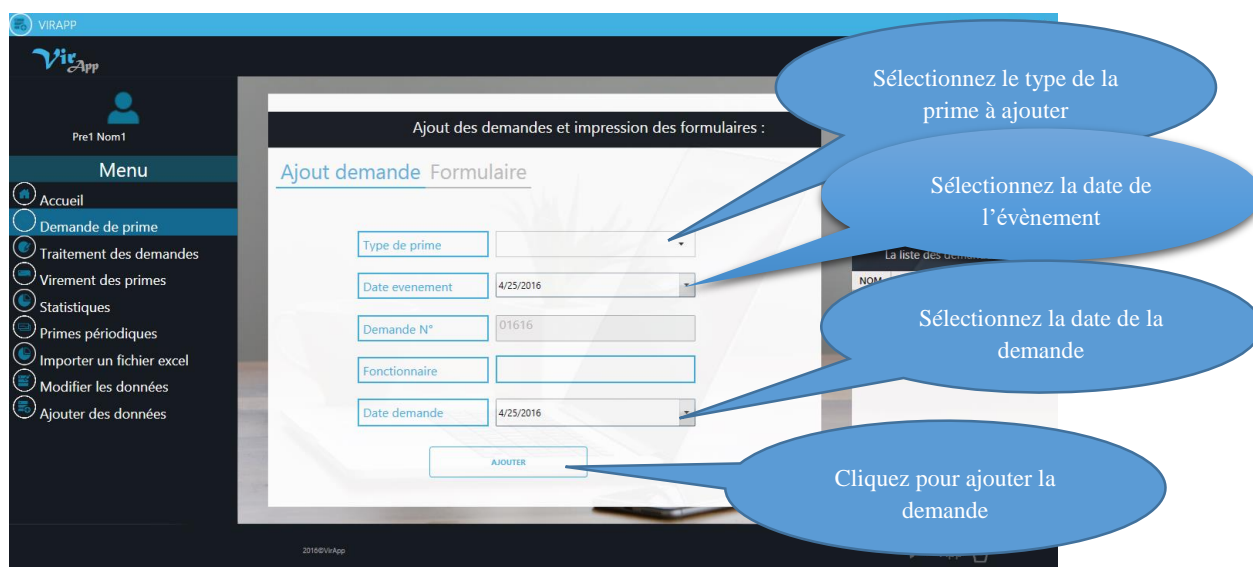 VIRAPP
VirApp
Pre1 Nom1
Menu
Accueil
Demande de prime
Traitement des demandes
Virement des primes
Statistiques
Primes périodiques
Importer un fichier excel
Modifier les données
Ajouter des données
Ajout des demandes et impression des formulaires :
Ajout demande Formulaire
Type de prime
Date evenement 4/25/2016
Demande N° 01616
Fonctionnaire
Date demande 4/25/2016
AJOUTER
La liste des
NOM
Sélectionnez le type de la
prime à ajouter
Sélectionnez la date de
l’évènement
Sélectionnez la date de la
demande
Cliquez pour ajouter la
demande
2016©VirApp